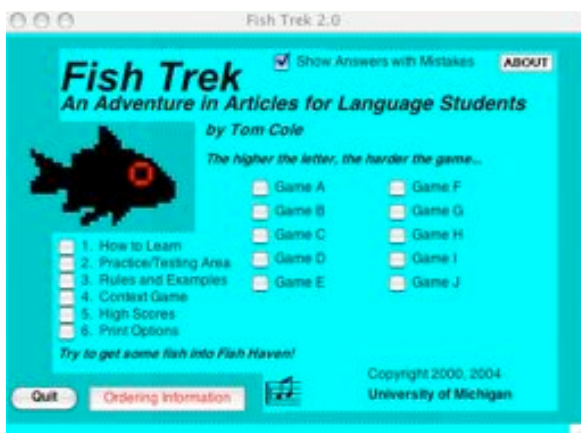 Fish Trek 2.0
Show Answers with Mistakes
ABOUT
Fish Trek
An Adventure in Articles for Language Students
by Tom Cole
The higher the letter, the harder the game...
Game A
Game F
Game B
Game G
Game C
Game H
Game D
Game I
Game E
Game J
1. How to Learn
2. Practice/Testing Area
3. Rules and Examples
4. Context Game
5. High Scores
6. Print Options
Try to get some fish into Fish Haven!
Copyright 2000, 2004
University of Michigan
Quit
Ordering Information